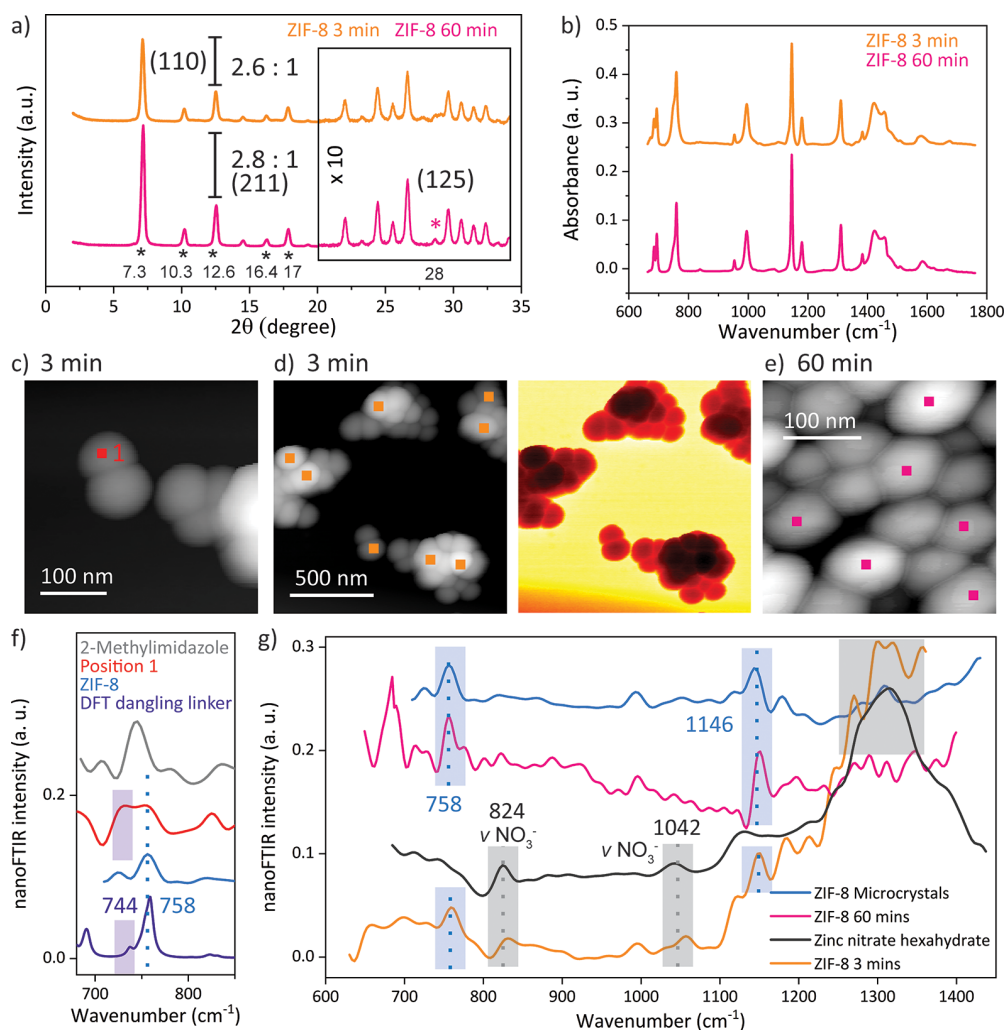 a)
ZIF-8 3 min ZIF-8 60 min
(110)
2.6 : 1
2.8 : 1
(211)
x 10
(125)
*
* * * * *
7.3 10.3 12.6 16.4 17 28
0 5 10 15 20 25 30 35
2θ (degree)
Intensity (a.u.)
b)
ZIF-8 3 min
ZIF-8 60 min
0.5
0.4
0.3
0.2
0.1
0.0
Absorbance (a. u.)
600 800 1000 1200 1400 1600 1800
Wavenumber (cm⁻¹)
c) 3 min
1
100 nm
d) 3 min
500 nm
e) 60 min
100 nm
f)
2-Methylimidazole
Position 1
ZIF-8
DFT dangling linker
0.2
744
758
0.0
nanoFTIR intensity (a. u.)
700 800
Wavenumber (cm⁻¹)
g)
0.3
0.2
0.1
0.0
nanoFTIR intensity (a. u.)
1146
758
824
ν NO₃⁻
1042
ν NO₃⁻
ZIF-8 Microcrystals
ZIF-8 60 mins
Zinc nitrate hexahydrate
ZIF-8 3 mins
600 700 800 900 1000 1100 1200 1300 1400
Wavenumber (cm⁻¹)